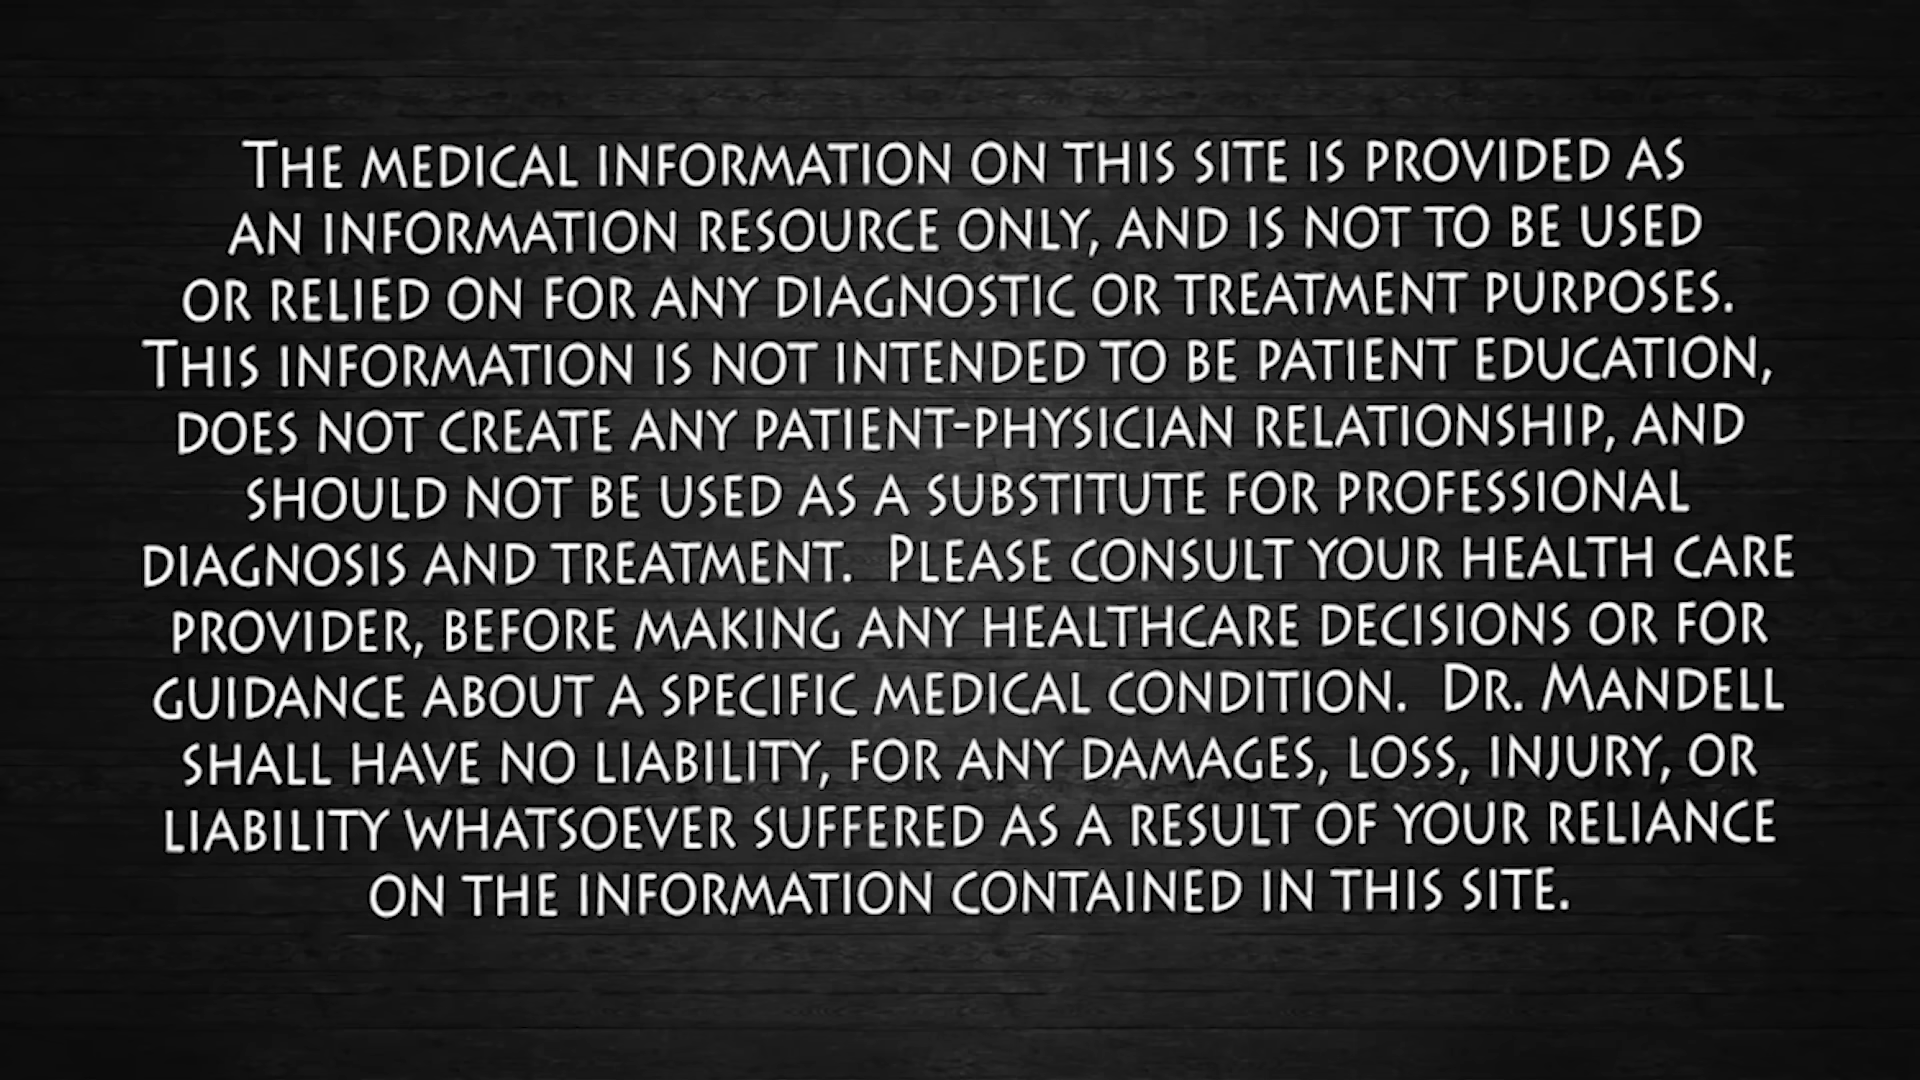 The medical information on this site is provided as
an information resource only, and is not to be used
or relied on for any diagnostic or treatment purposes.
This information is not intended to be patient education,
does not create any patient-physician relationship, and
should not be used as a substitute for professional
diagnosis and treatment.  Please consult your health care
provider, before making any healthcare decisions or for
guidance about a specific medical condition.  Dr. Mandell
shall have no liability, for any damages, loss, injury, or
liability whatsoever suffered as a result of your reliance
on the information contained in this site.